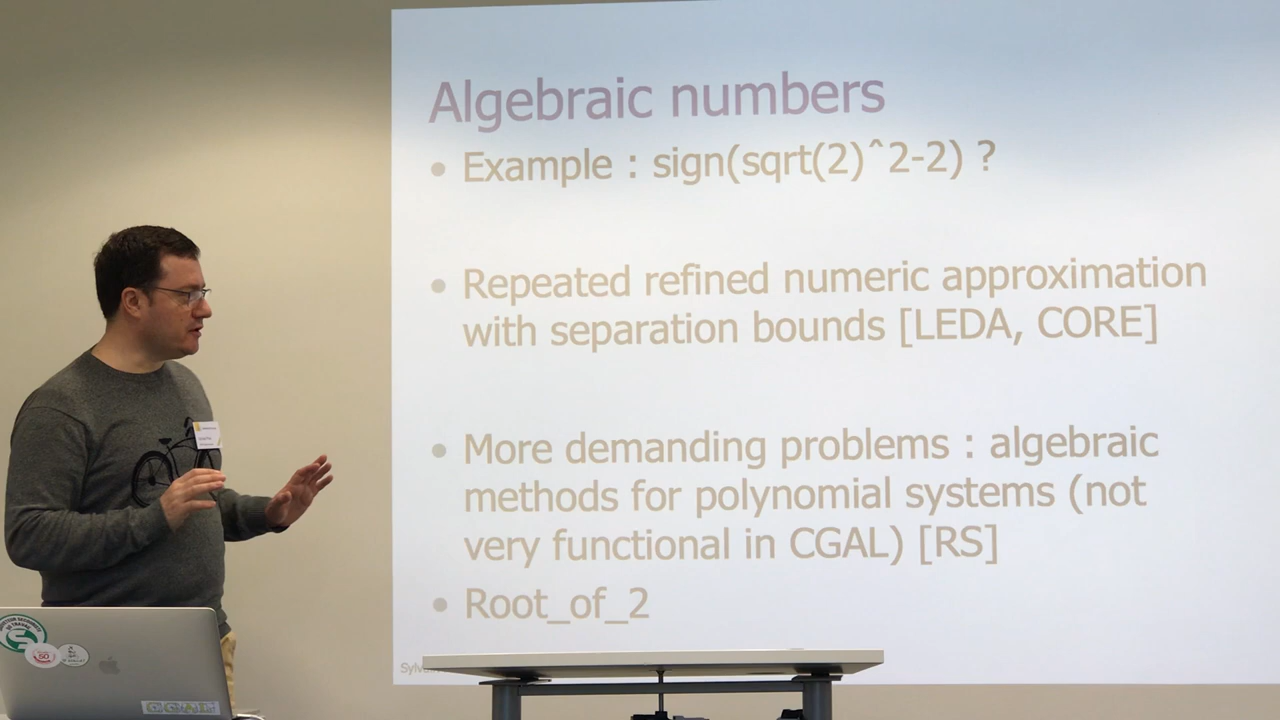 Algebraic numbers
• Example : sign(sqrt(2)^2-2) ?
• Repeated refined numeric approximation
with separation bounds [LEDA, CORE]
• More demanding problems : algebraic
methods for polynomial systems (not
very functional in CGAL) [RS]
• Root_of_2
CGAL